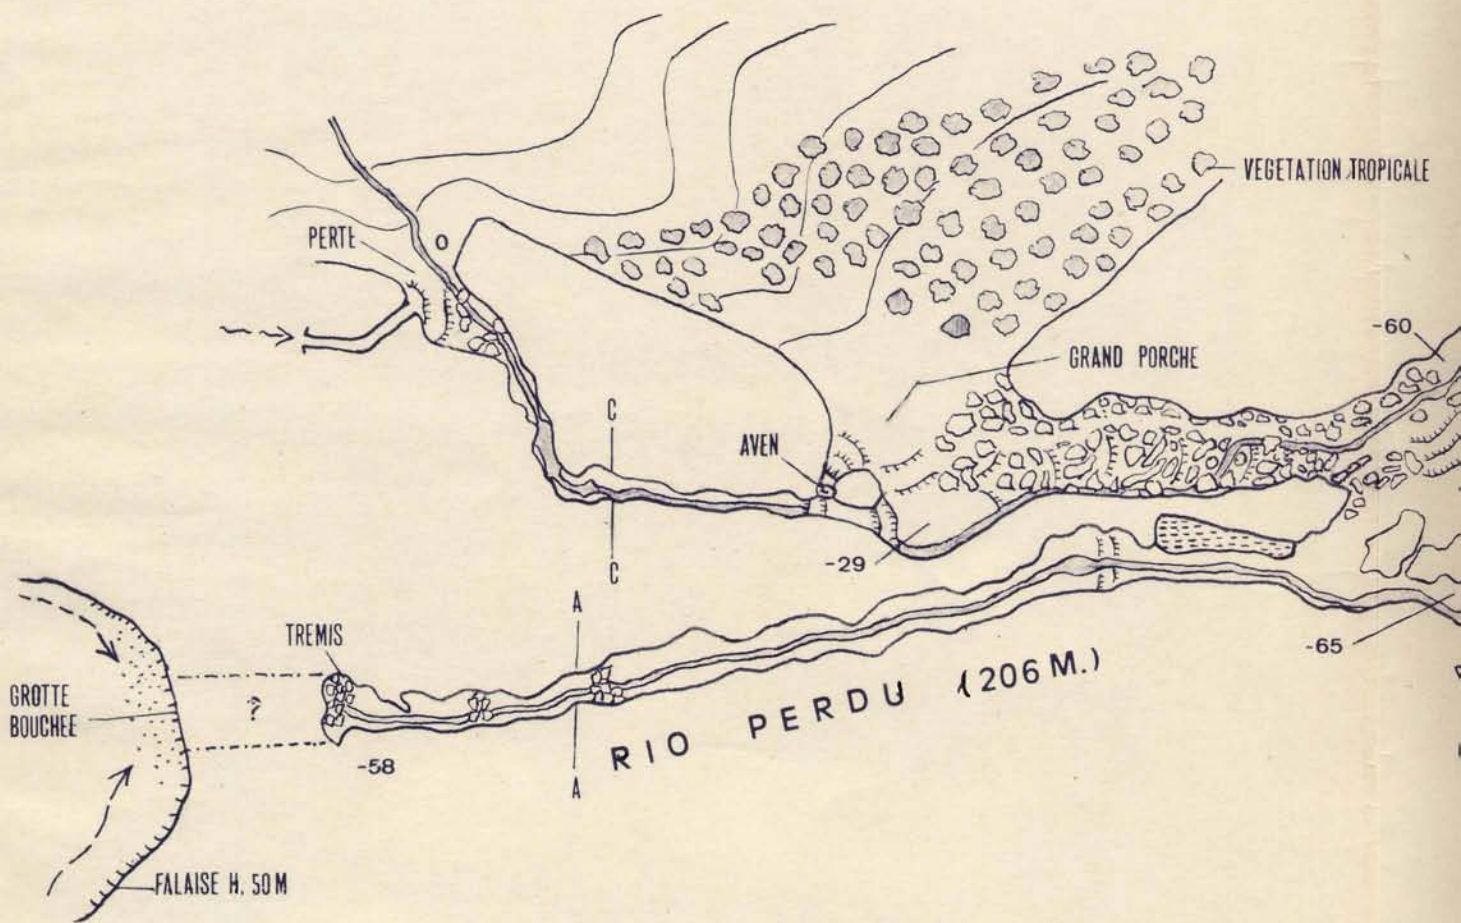 VEGETATION TROPICALE
PERTE
O
-60
GRAND PORCHE
C
AVEN
-29
C
A
TREMIS
-65
GROTTE
BOUCHEE
?
RIO PERDU (206 M.)
-58
A
FALAISE H. 50 M